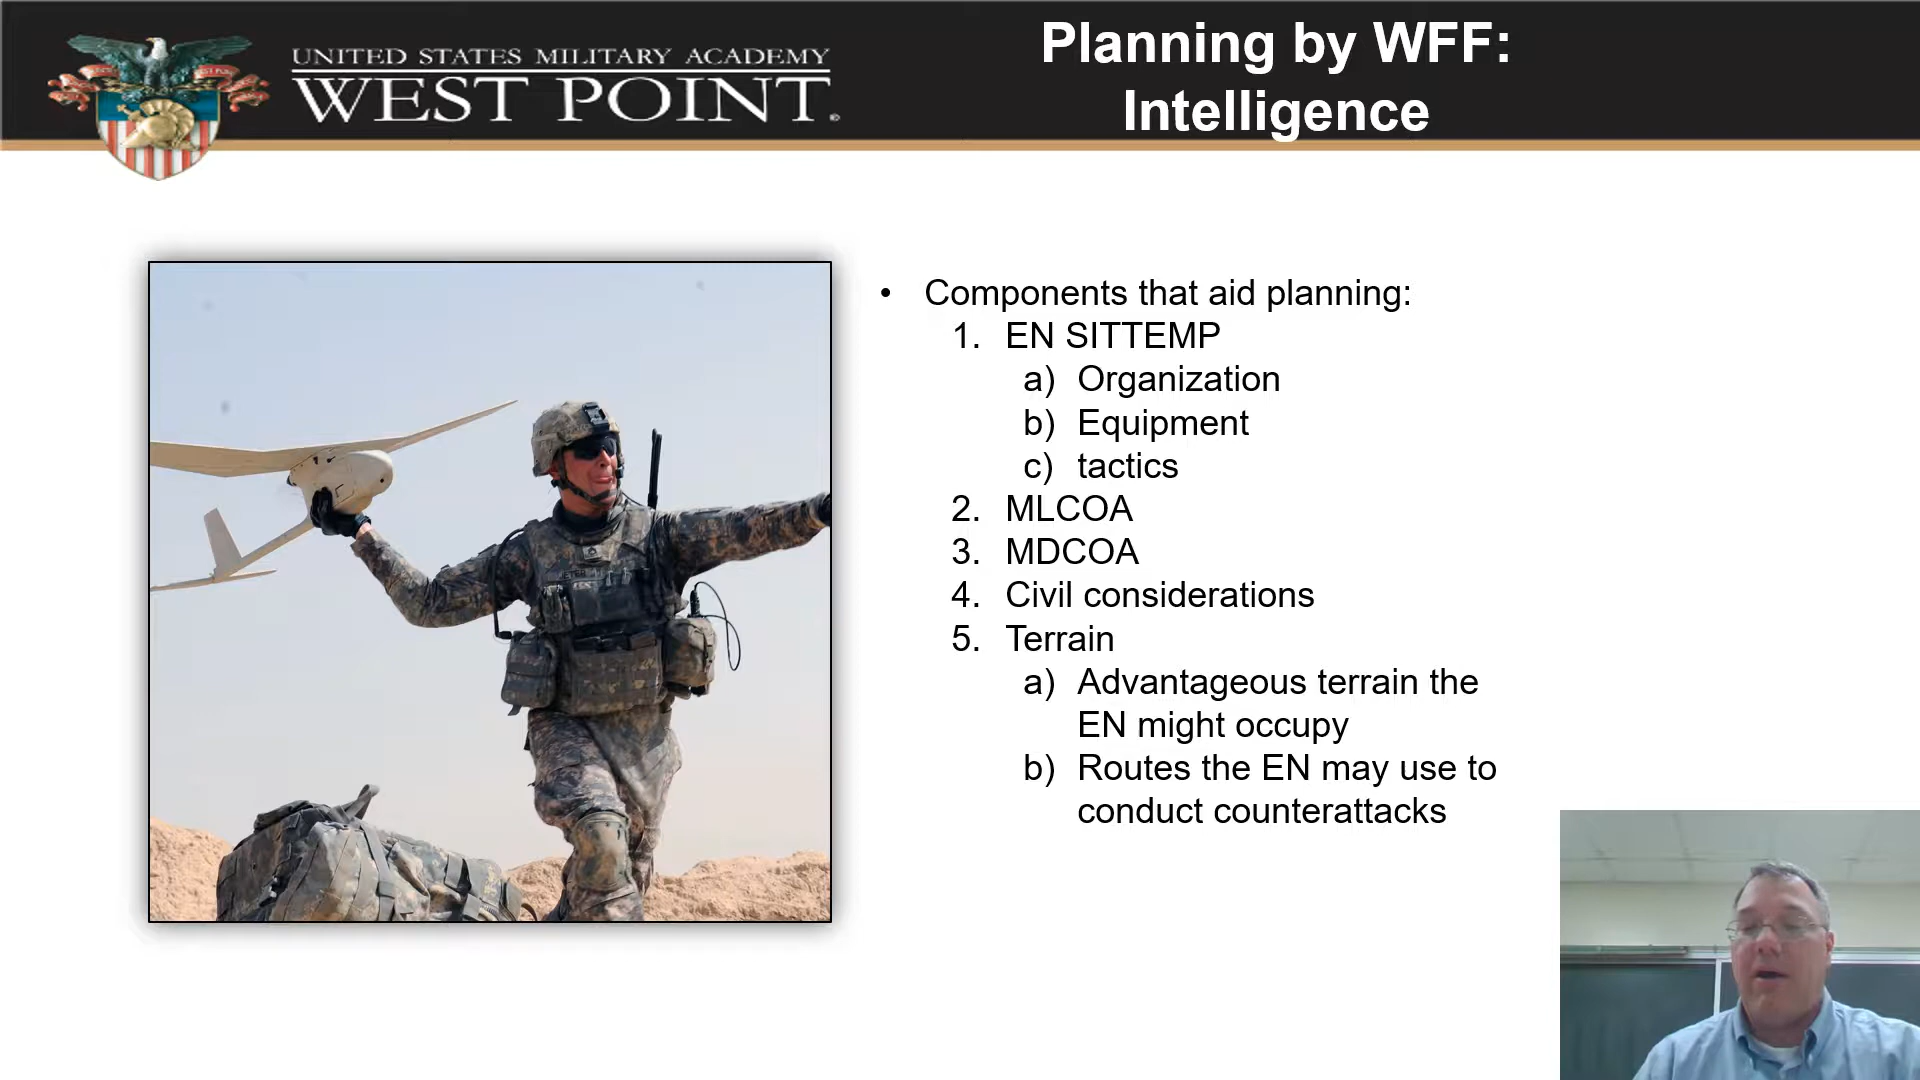 UNITED STATES MILITARY ACADEMY
WEST POINT
Planning by WFF:
Intelligence
• Components that aid planning:
1. EN SITTEMP
a) Organization
b) Equipment
c) tactics
2. MLCOA
3. MDCOA
4. Civil considerations
5. Terrain
a) Advantageous terrain the
EN might occupy
b) Routes the EN may use to
conduct counterattacks
JETER